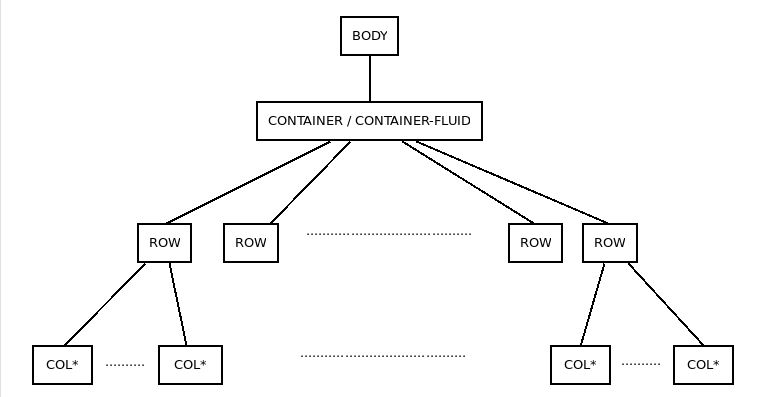 BODY
CONTAINER / CONTAINER-FLUID
ROW
ROW
ROW
ROW
COL*
COL*
COL*
COL*